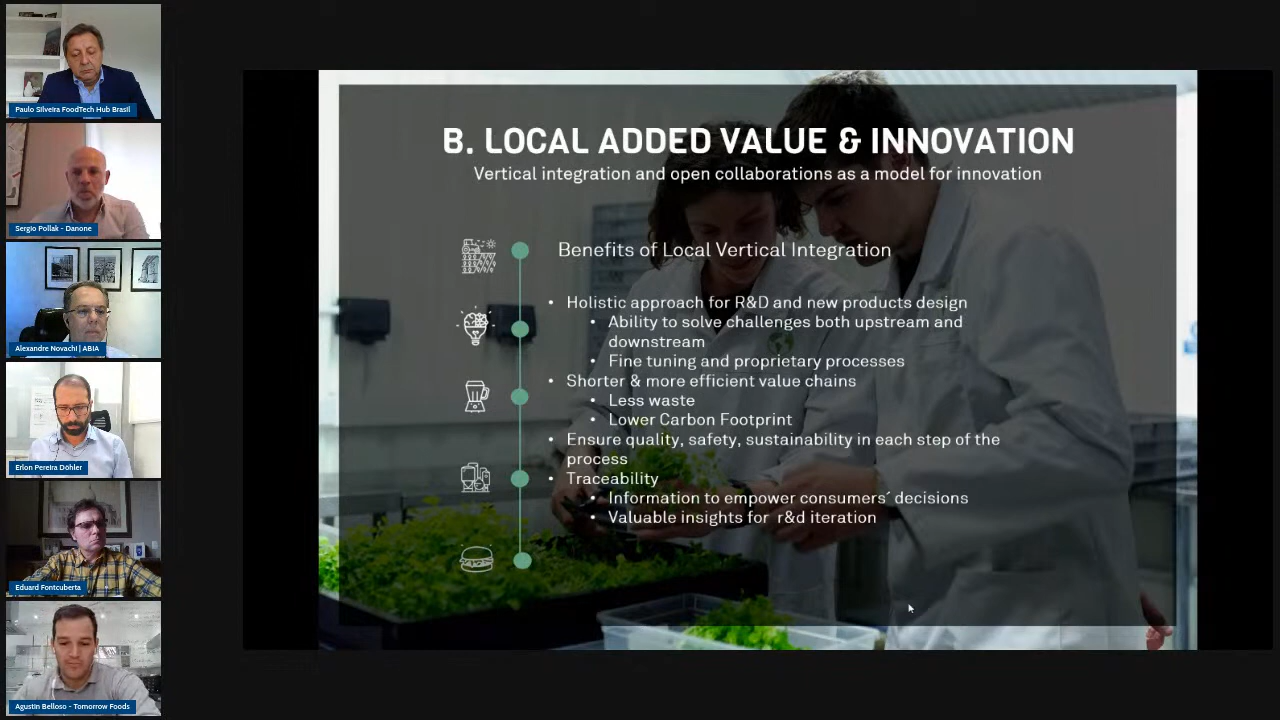 Paulo Silveira FoodTech Hub Brasil
Sergio Pollak - Danone
Alexandre Novachi | ABIA
Erlon Pereira Döhler
Eduard Fontcuberta
Agustin Belloso - Tomorrow Foods
B. LOCAL ADDED VALUE & INNOVATION
Vertical integration and open collaborations as a model for innovation
Benefits of Local Vertical Integration
• Holistic approach for R&D and new products design
• Ability to solve challenges both upstream and
downstream
• Fine tuning and proprietary processes
• Shorter & more efficient value chains
• Less waste
• Lower Carbon Footprint
• Ensure quality, safety, sustainability in each step of the
process
• Traceability
• Information to empower consumers´ decisions
• Valuable insights for r&d iteration